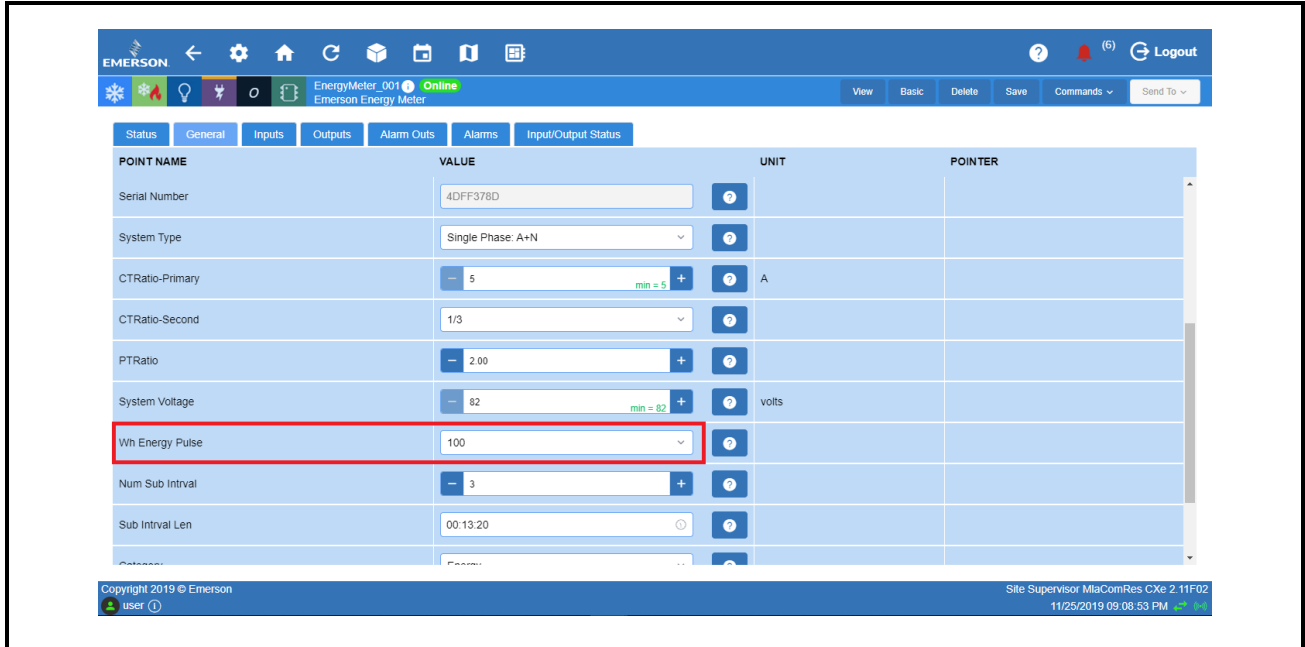 EMERSON
(6) Logout
EnergyMeter_001 Online
Emerson Energy Meter
View Basic Delete Save Commands Send To
Status General Inputs Outputs Alarm Outs Alarms Input/Output Status
POINT NAME VALUE UNIT POINTER
Serial Number 4DFF378D
System Type Single Phase: A+N
CTRatio-Primary 5 min = 5 A
CTRatio-Second 1/3
PTRatio 2.00
System Voltage 82 min = 82 volts
Wh Energy Pulse 100
Num Sub Intrval 3
Sub Intrval Len 00:13:20
Category Energy
Copyright 2019 © Emerson Site Supervisor MlaComRes CXe 2.11F02
user 11/25/2019 09:08:53 PM